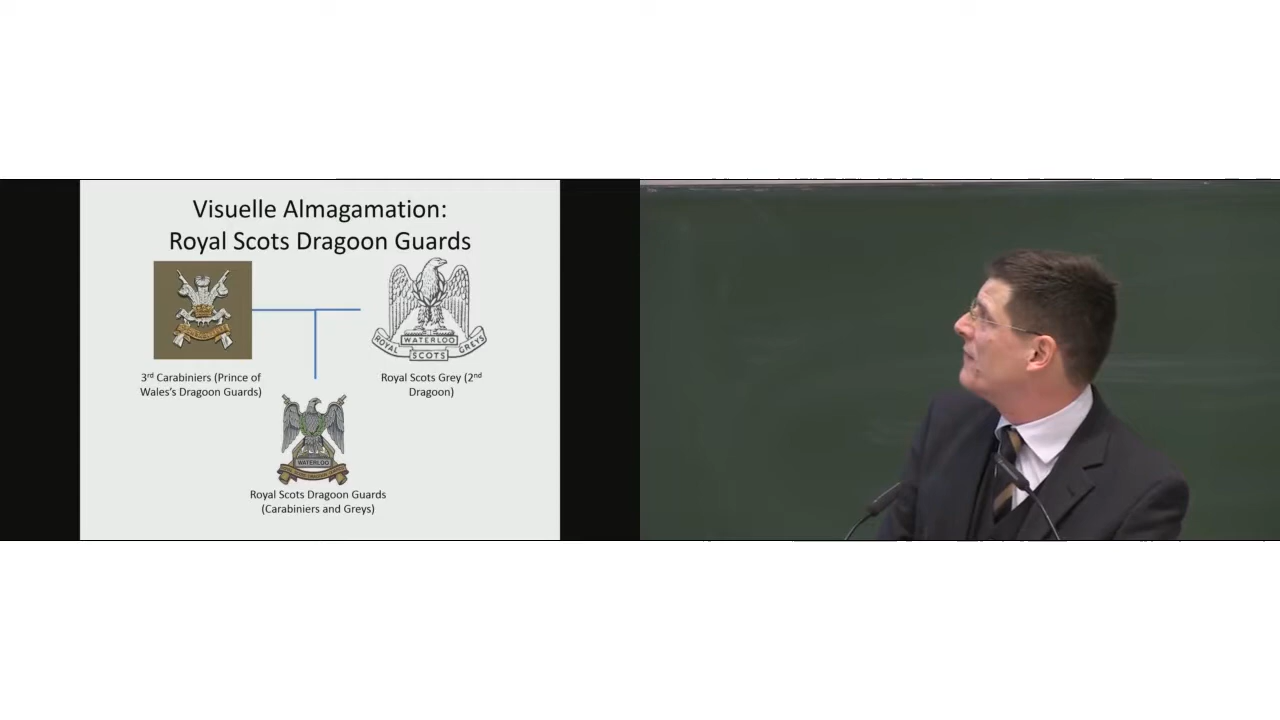 Visuelle Almagamation:
Royal Scots Dragoon Guards
3rd Carabiniers (Prince of
Wales's Dragoon Guards)
WATERLOO
ROYAL SCOTS GREYS
Royal Scots Grey (2nd
Dragoon)
WATERLOO
Royal Scots Dragoon Guards
(Carabiniers and Greys)